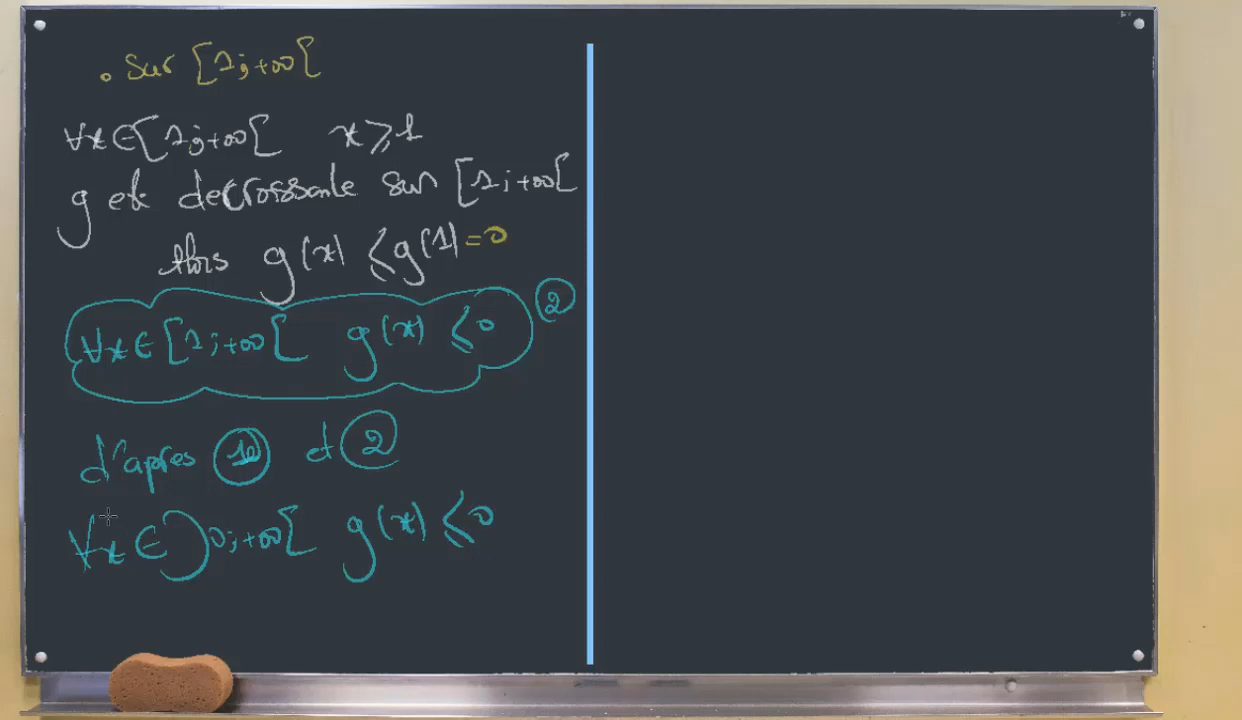 • Sur [1;+∞[
∀x∈[1;+∞[ x⩾1
g est decroissante sur [1;+∞[
Alors g(x) ⩽g(1)=0
∀x∈[1;+∞[ g(x) ⩽0 ②
d'après ① et ②
∀x∈]0;+∞[ g(x) ⩽0